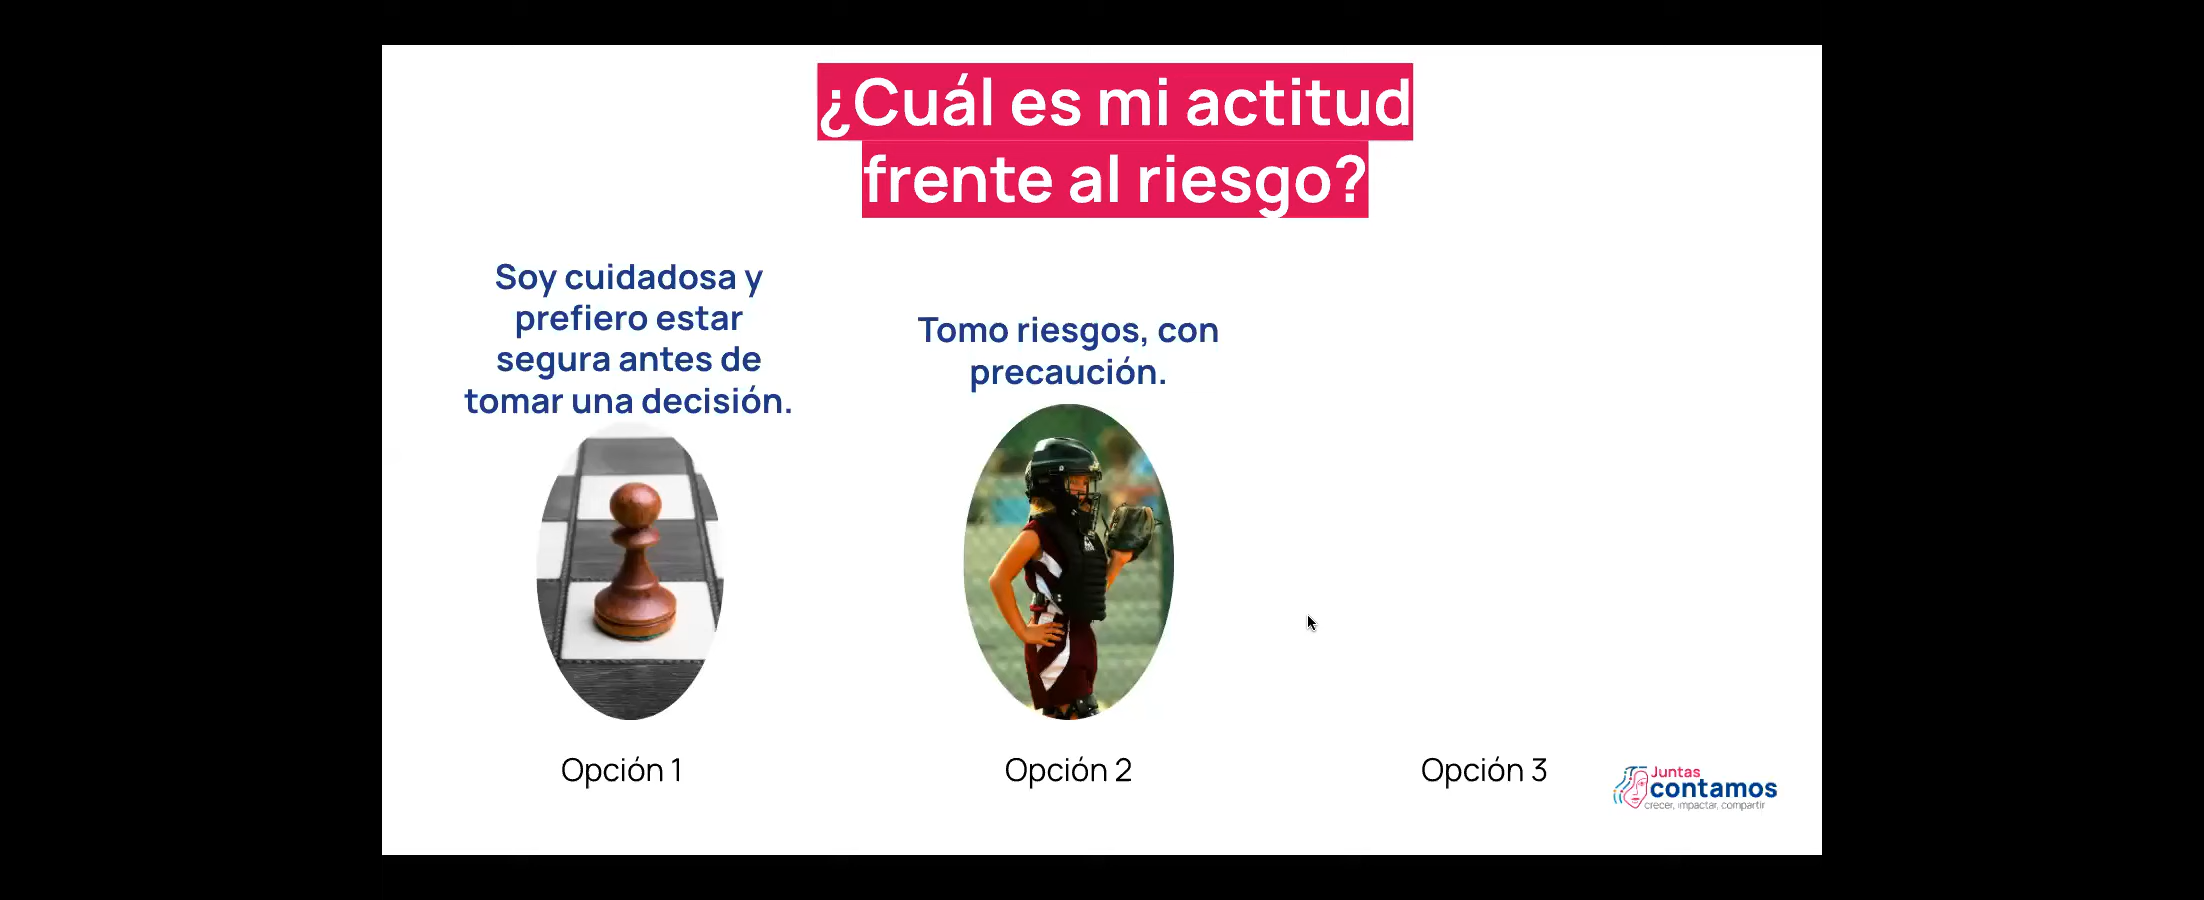 ¿Cuál es mi actitud
frente al riesgo?
Soy cuidadosa y
prefiero estar
segura antes de
tomar una decisión.
Tomo riesgos, con
precaución.
Opción 1
Opción 2
Opción 3
Juntas
contamos
crecer, impactar, compartir